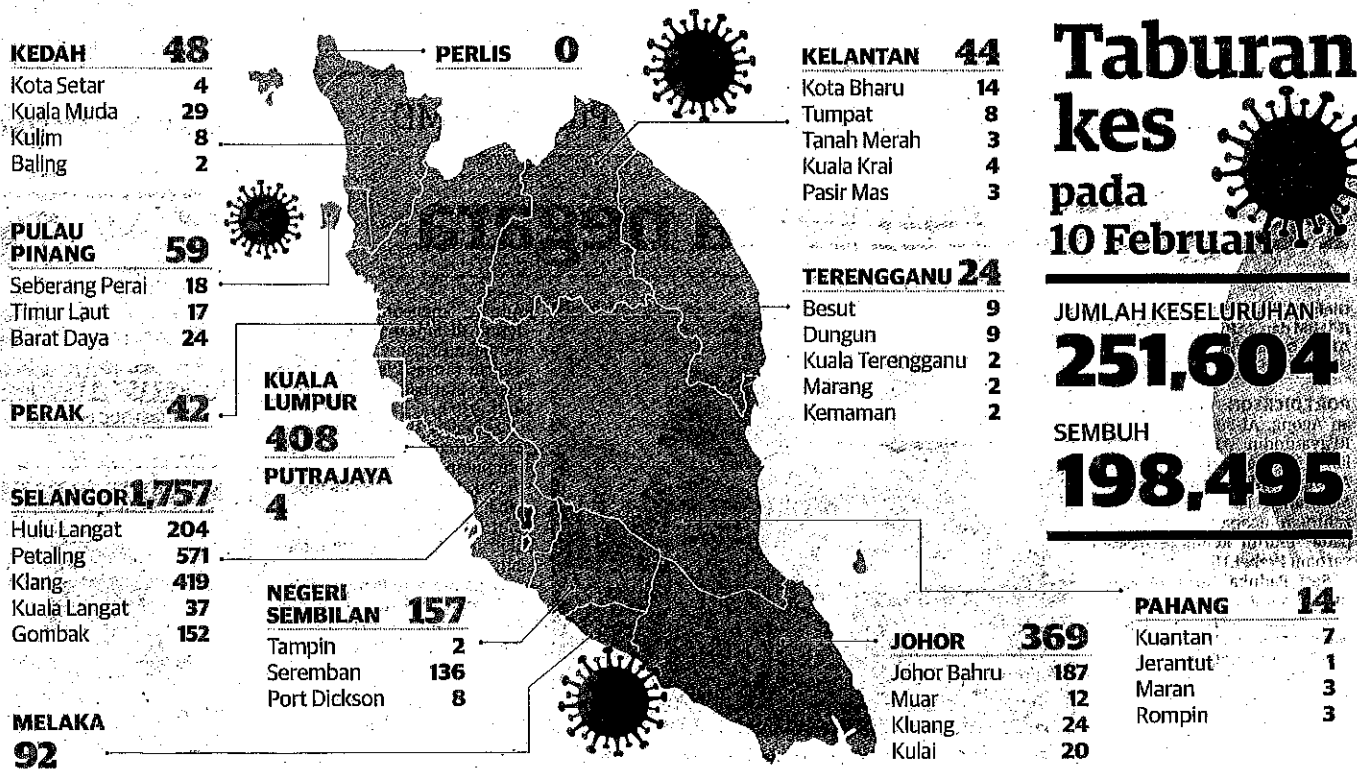 KEDAH 48
Kota Setar 4
Kuala Muda 29
Kulim 8
Baling 2
PULAU
PINANG 59
Seberang Perai 18
Timur Laut 17
Barat Daya 24
PERAK 42
SELANGOR 1,757
Hulu Langat 204
Petaling 571
Klang 419
Kuala Langat 37
Gombak 152
MELAKA
92
PERLIS 0
KUALA
LUMPUR
408
PUTRAJAYA
4
NEGERI
SEMBILAN 157
Tampin 2
Seremban 136
Port Dickson 8
KELANTAN 44
Kota Bharu 14
Tumpat 8
Tanah Merah 3
Kuala Krai 4
Pasir Mas 3
TERENGGANU 24
Besut 9
Dungun 9
Kuala Terengganu 2
Marang 2
Kemaman 2
JOHOR 369
Johor Bahru 187
Muar 12
Kluang 24
Kulai 20
PAHANG 14
Kuantan 7
Jerantut 1
Maran 3
Rompin 3
Taburan
kes
pada
10 Februari
JUMLAH KESELURUHAN
251,604
SEMBUH
198,495